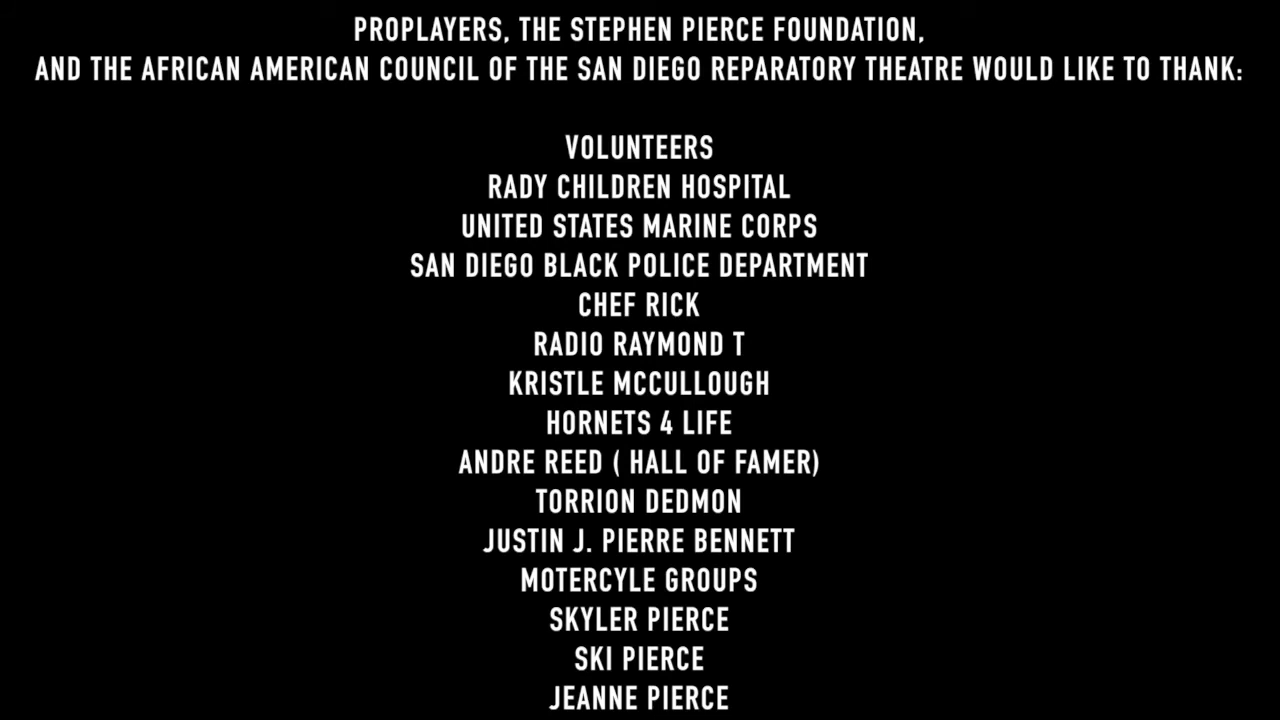 PROPLAYERS, THE STEPHEN PIERCE FOUNDATION,
AND THE AFRICAN AMERICAN COUNCIL OF THE SAN DIEGO REPARATORY THEATRE WOULD LIKE TO THANK:
VOLUNTEERS
RADY CHILDREN HOSPITAL
UNITED STATES MARINE CORPS
SAN DIEGO BLACK POLICE DEPARTMENT
CHEF RICK
RADIO RAYMOND T
KRISTLE MCCULLOUGH
HORNETS 4 LIFE
ANDRE REED ( HALL OF FAMER)
TORRION DEDMON
JUSTIN J. PIERRE BENNETT
MOTERCYLE GROUPS
SKYLER PIERCE
SKI PIERCE
JEANNE PIERCE